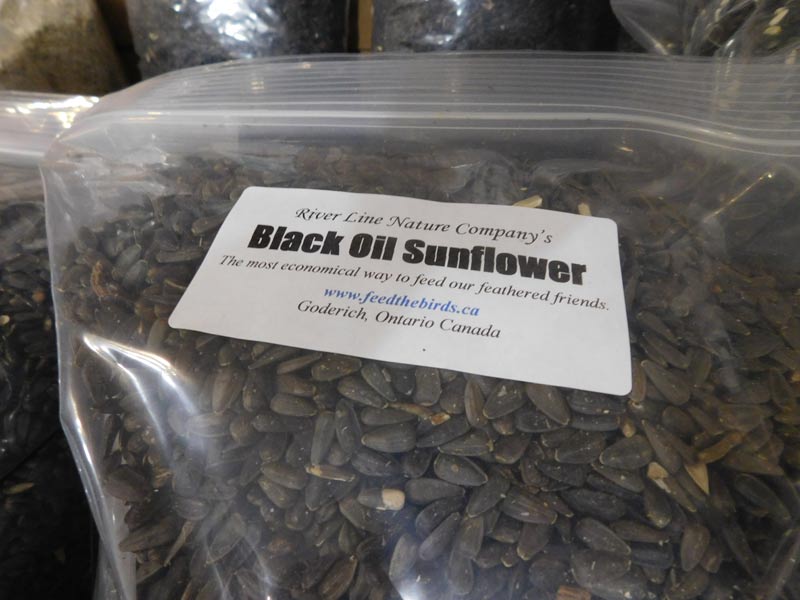 River Line Nature Company's
Black Oil Sunflower
The most economical way to feed our feathered friends.
www.feedthebirds.ca
Goderich, Ontario Canada